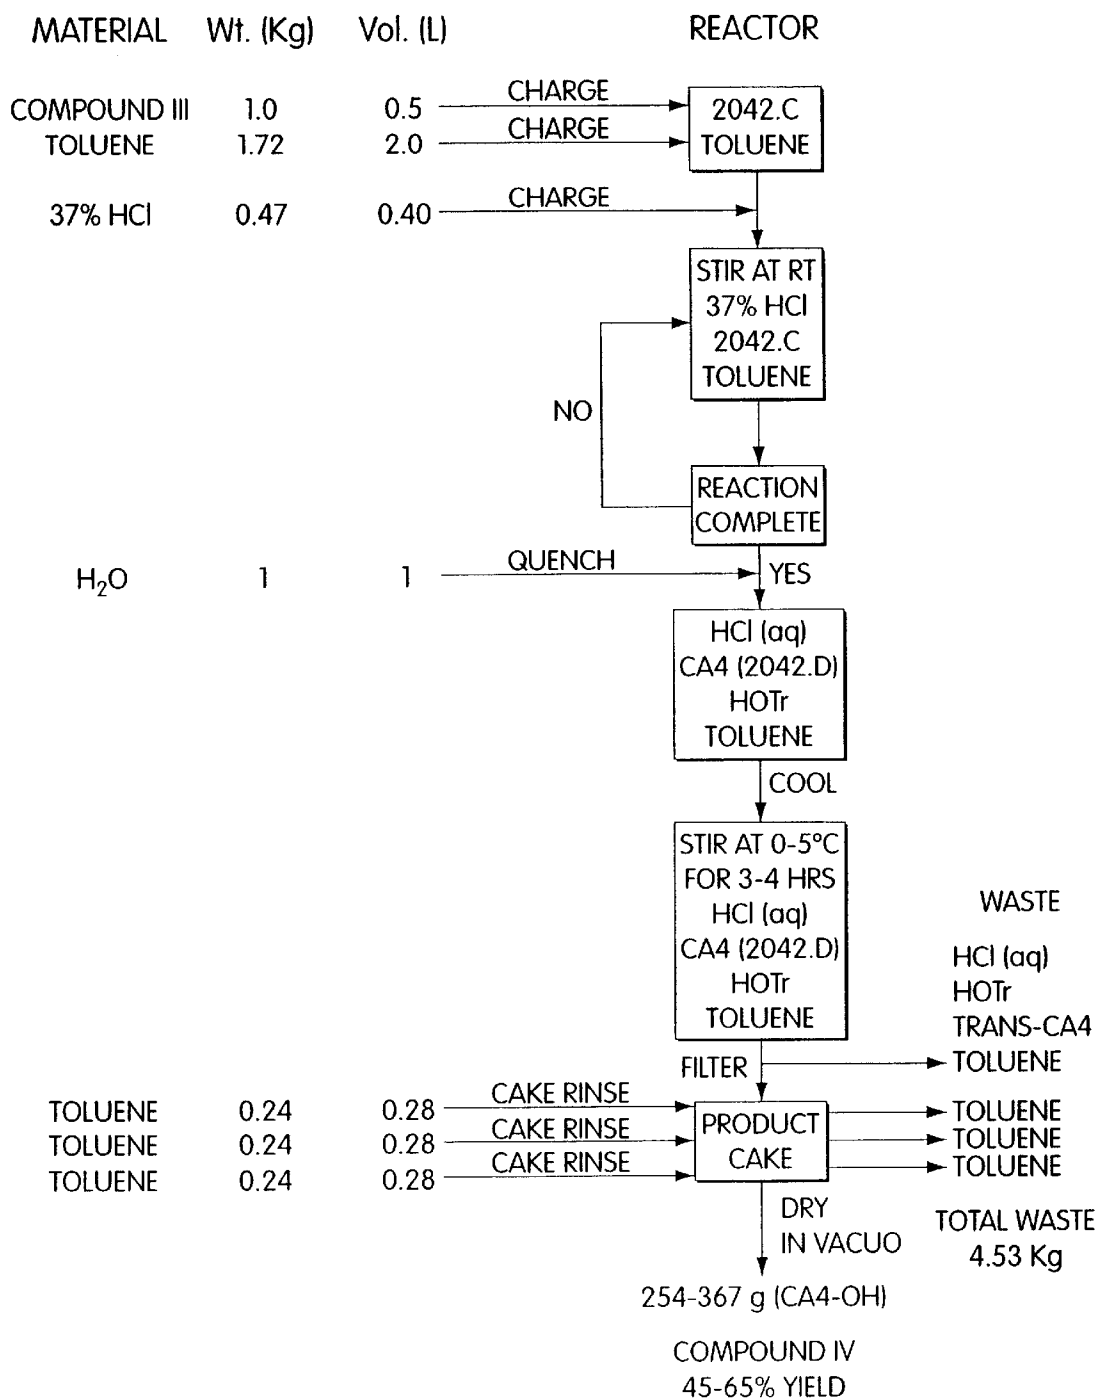 MATERIAL Wt. (Kg) Vol. (L) REACTOR
COMPOUND III 1.0 0.5 CHARGE 2042.C
TOLUENE 1.72 2.0 CHARGE TOLUENE
37% HCl 0.47 0.40 CHARGE
STIR AT RT
37% HCl
2042.C
TOLUENE
NO
REACTION
COMPLETE
H₂O 1 1 QUENCH YES
HCl (aq)
CA4 (2042.D)
HOTr
TOLUENE
COOL
STIR AT 0-5°C
FOR 3-4 HRS
HCl (aq)
CA4 (2042.D)
HOTr
TOLUENE
WASTE
HCl (aq)
HOTr
TRANS-CA4
FILTER TOLUENE
TOLUENE 0.24 0.28 CAKE RINSE PRODUCT TOLUENE
TOLUENE 0.24 0.28 CAKE RINSE CAKE TOLUENE
TOLUENE 0.24 0.28 CAKE RINSE TOLUENE
DRY
IN VACUO
TOTAL WASTE
4.53 Kg
254-367 g (CA4-OH)
COMPOUND IV
45-65% YIELD